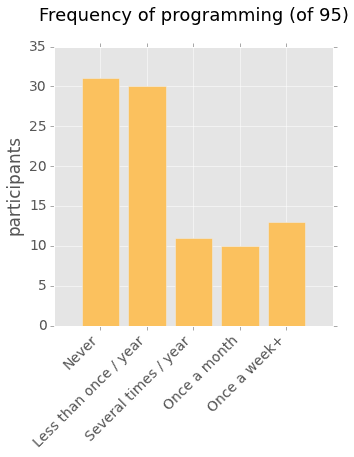 Frequency of programming (of 95)
35
30
25
20
15
10
5
0
participants
Never
Less than once / year
Several times / year
Once a month
Once a week+